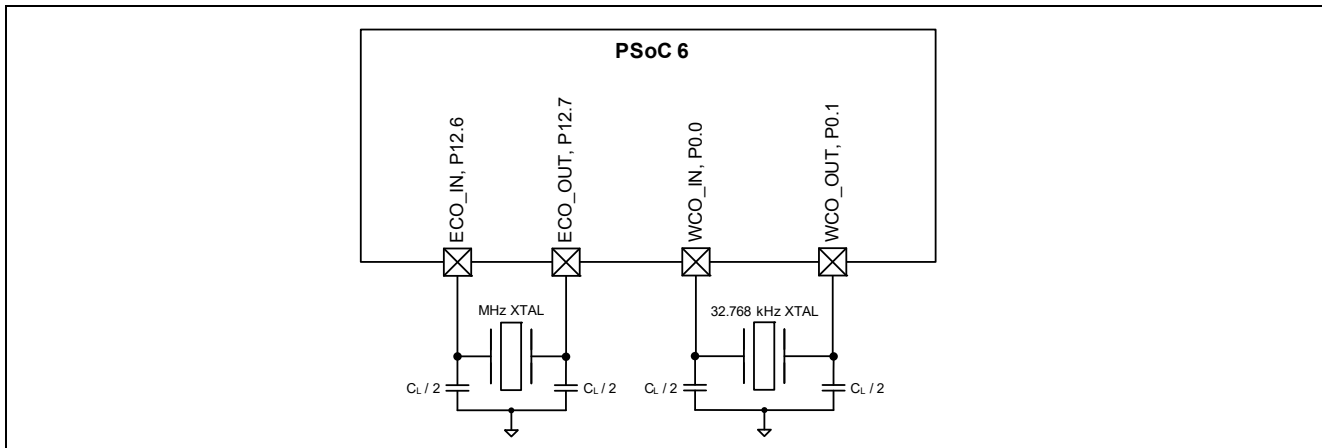 PSoC 6
ECO_IN, P12.6
ECO_OUT, P12.7
WCO_IN, P0.0
WCO_OUT, P0.1
MHz XTAL
32.768 kHz XTAL
CL / 2
CL / 2
CL / 2
CL / 2